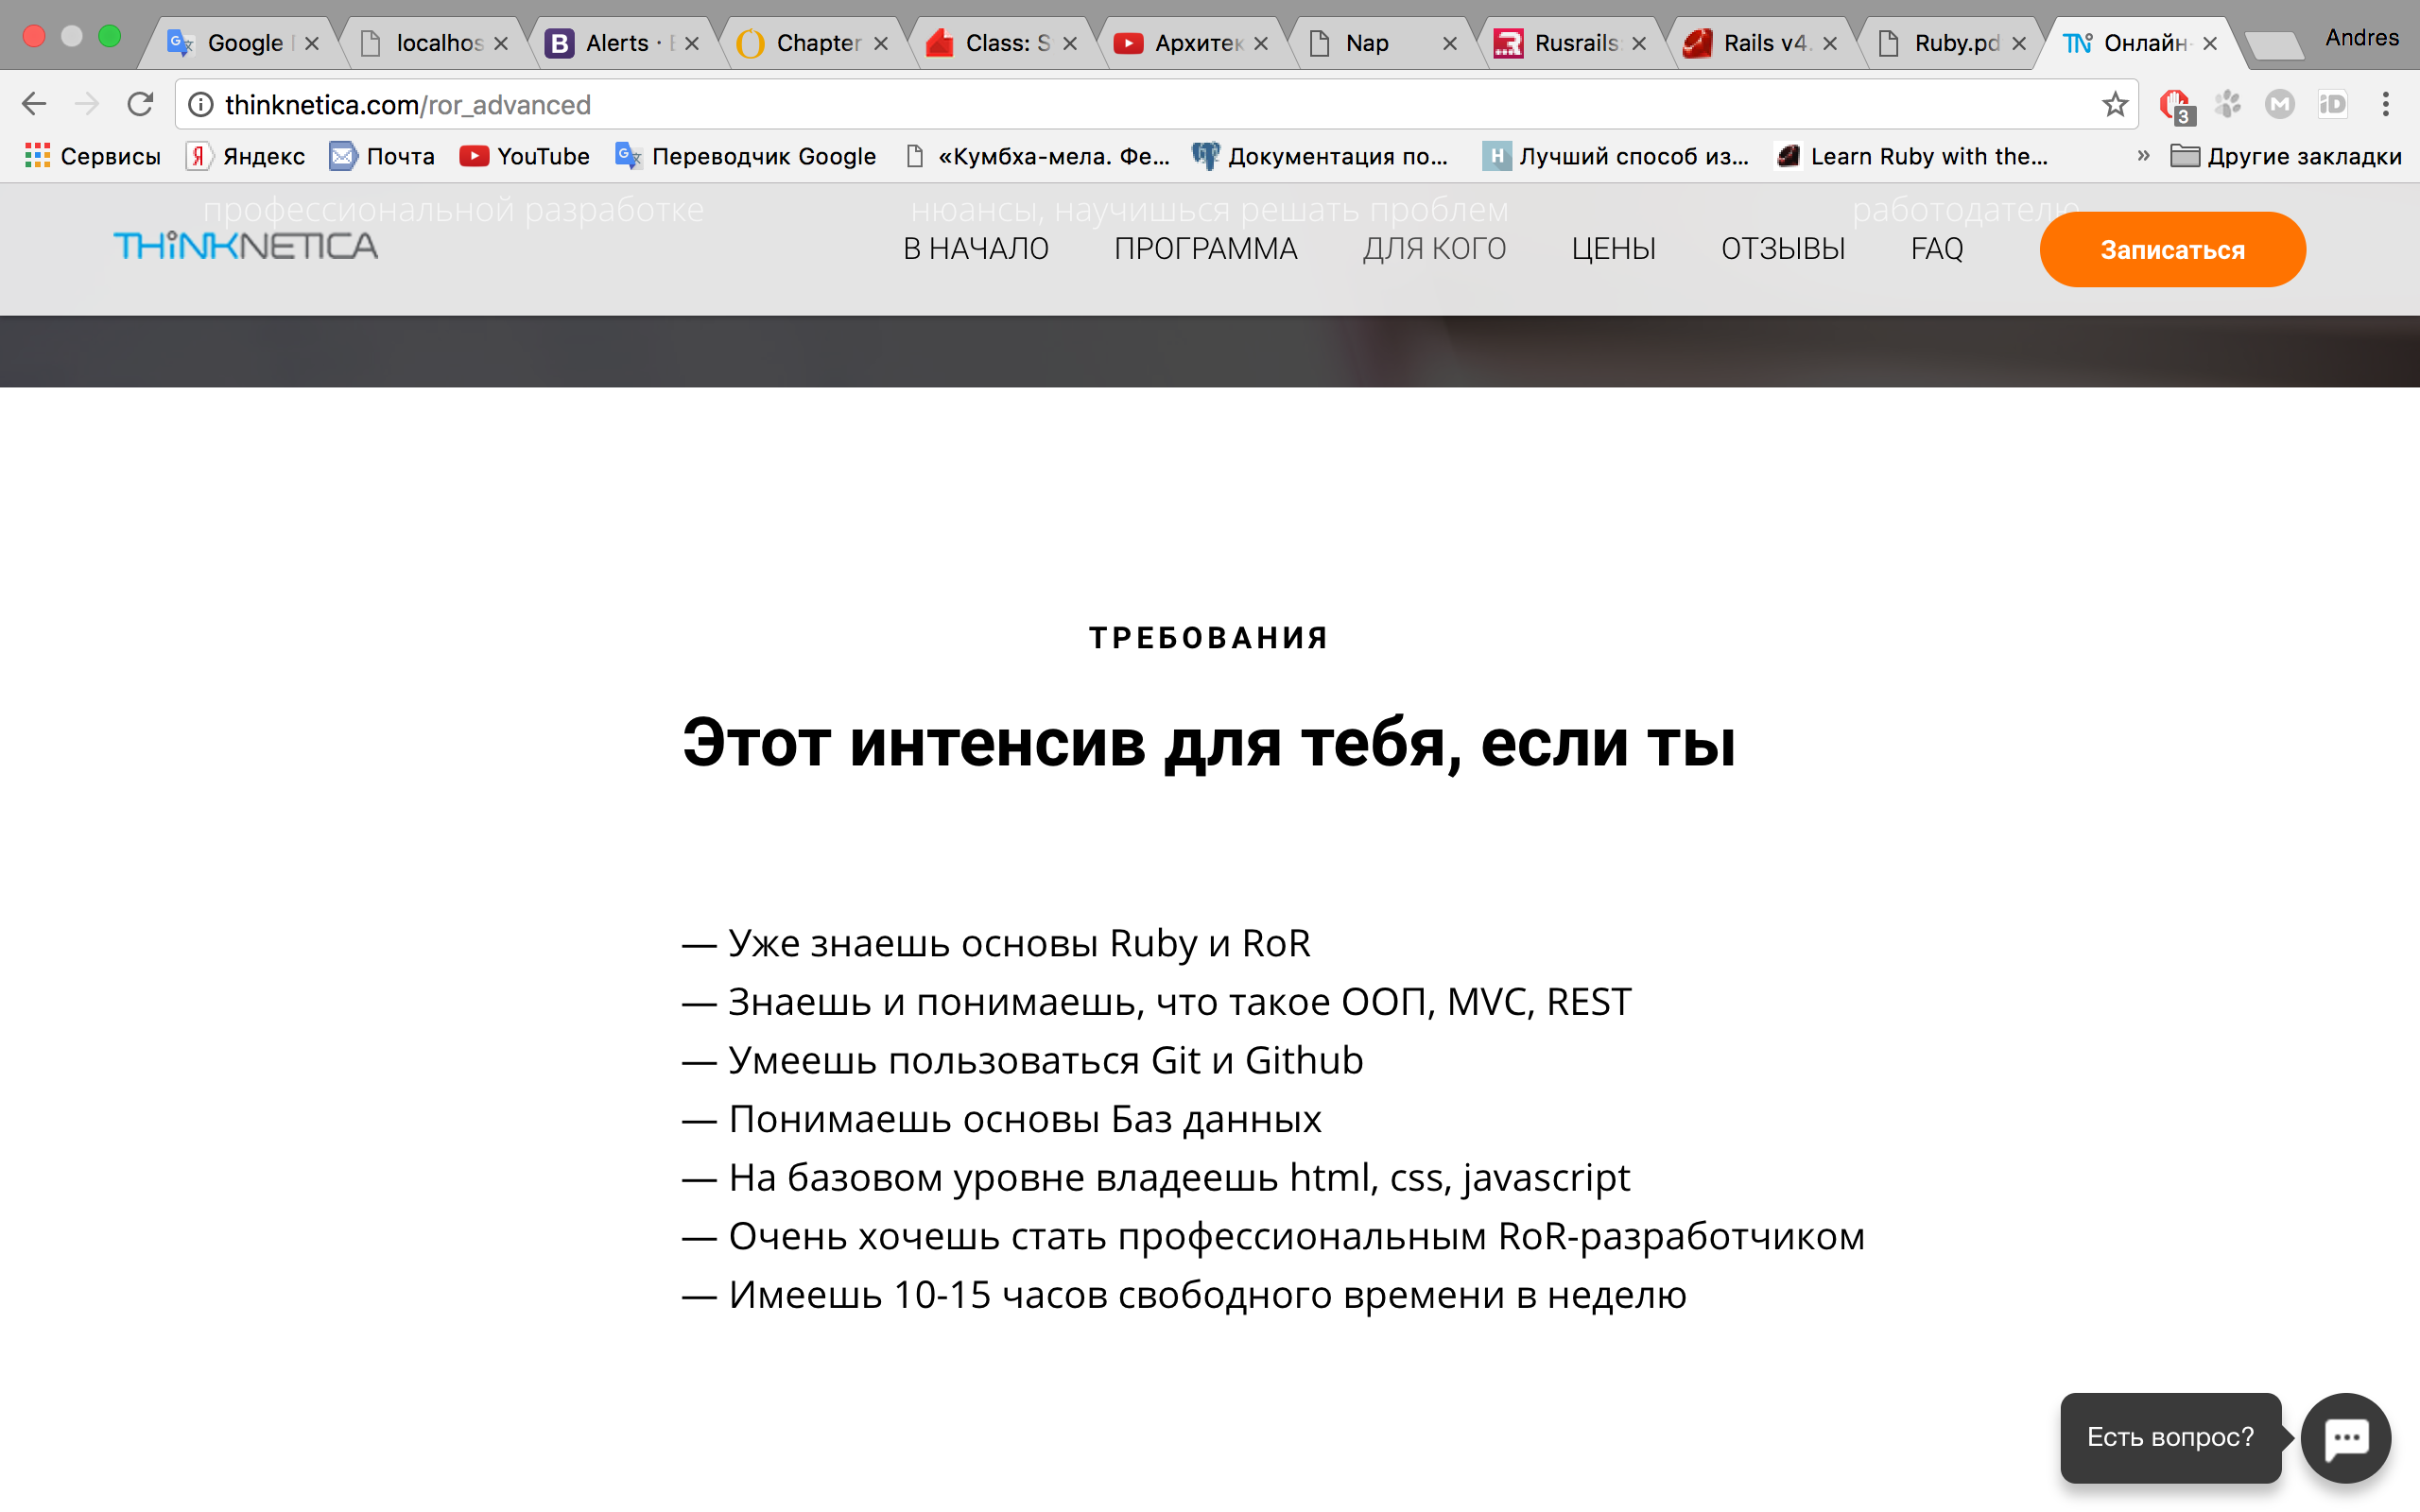 Google
localhos
Alerts ·
Chapter
Class: S
Архитек
Nap
Rusrails
Rails v4.
Ruby.pd
Онлайн-
Andres
thinknetica.com/ror_advanced
3
Сервисы
Яндекс
Почта
YouTube
Переводчик Google
«Кумбха-мела. Фе...
Документация по...
Лучший способ из...
Learn Ruby with the...
»
Другие закладки
профессиональной разработке
нюансы, научишься решать проблем
работодателю
THiNKNETICA
В НАЧАЛО
ПРОГРАММА
ДЛЯ КОГО
ЦЕНЫ
ОТЗЫВЫ
FAQ
Записаться
ТРЕБОВАНИЯ
Этот интенсив для тебя, если ты
— Уже знаешь основы Ruby и RoR
— Знаешь и понимаешь, что такое ООП, MVC, REST
— Умеешь пользоваться Git и Github
— Понимаешь основы Баз данных
— На базовом уровне владеешь html, css, javascript
— Очень хочешь стать профессиональным RoR-разработчиком
— Имеешь 10-15 часов свободного времени в неделю
Есть вопрос?